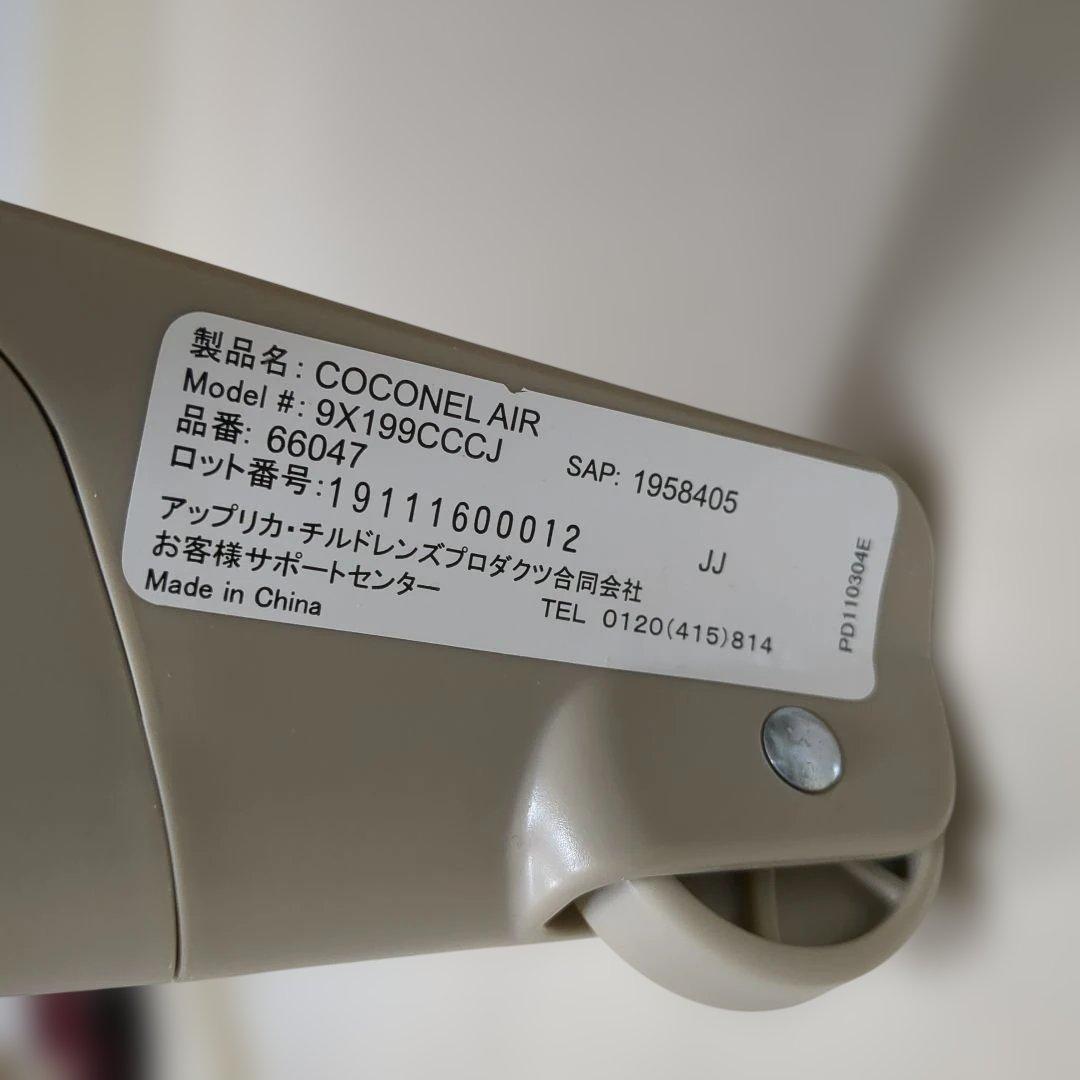 製品名: COCONEL AIR
Model #: 9X199CCCJ
品番: 66047 SAP: 1958405
ロット番号:19111600012 JJ
アップリカ・チルドレンズプロダクツ合同会社
お客様サポートセンター TEL 0120(415)814
Made in China
PD110304E